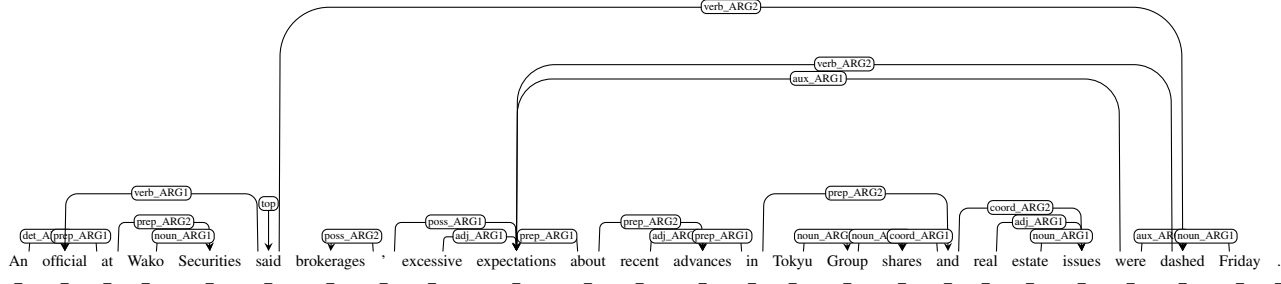 verb_ARG2
verb_ARG2
aux_ARG1
verb_ARG1 top prep_ARG2
coord_ARG2
prep_ARG2 poss_ARG1 prep_ARG2 adj_ARG1
prep_ARG1 noun_ARG1 poss_ARG2 adj_ARG1 prep_ARG1 prep_ARG1 coord_ARG1 noun_ARG1 noun_ARG1
An official at Wako Securities said brokerages ’ excessive expectations about recent advances in Tokyu Group shares and real estate issues were dashed Friday .
_ _ _ _ _ _ _ _ _ _ _ _ _ _ _ _ _ _ _ _ _ _ _ _ _